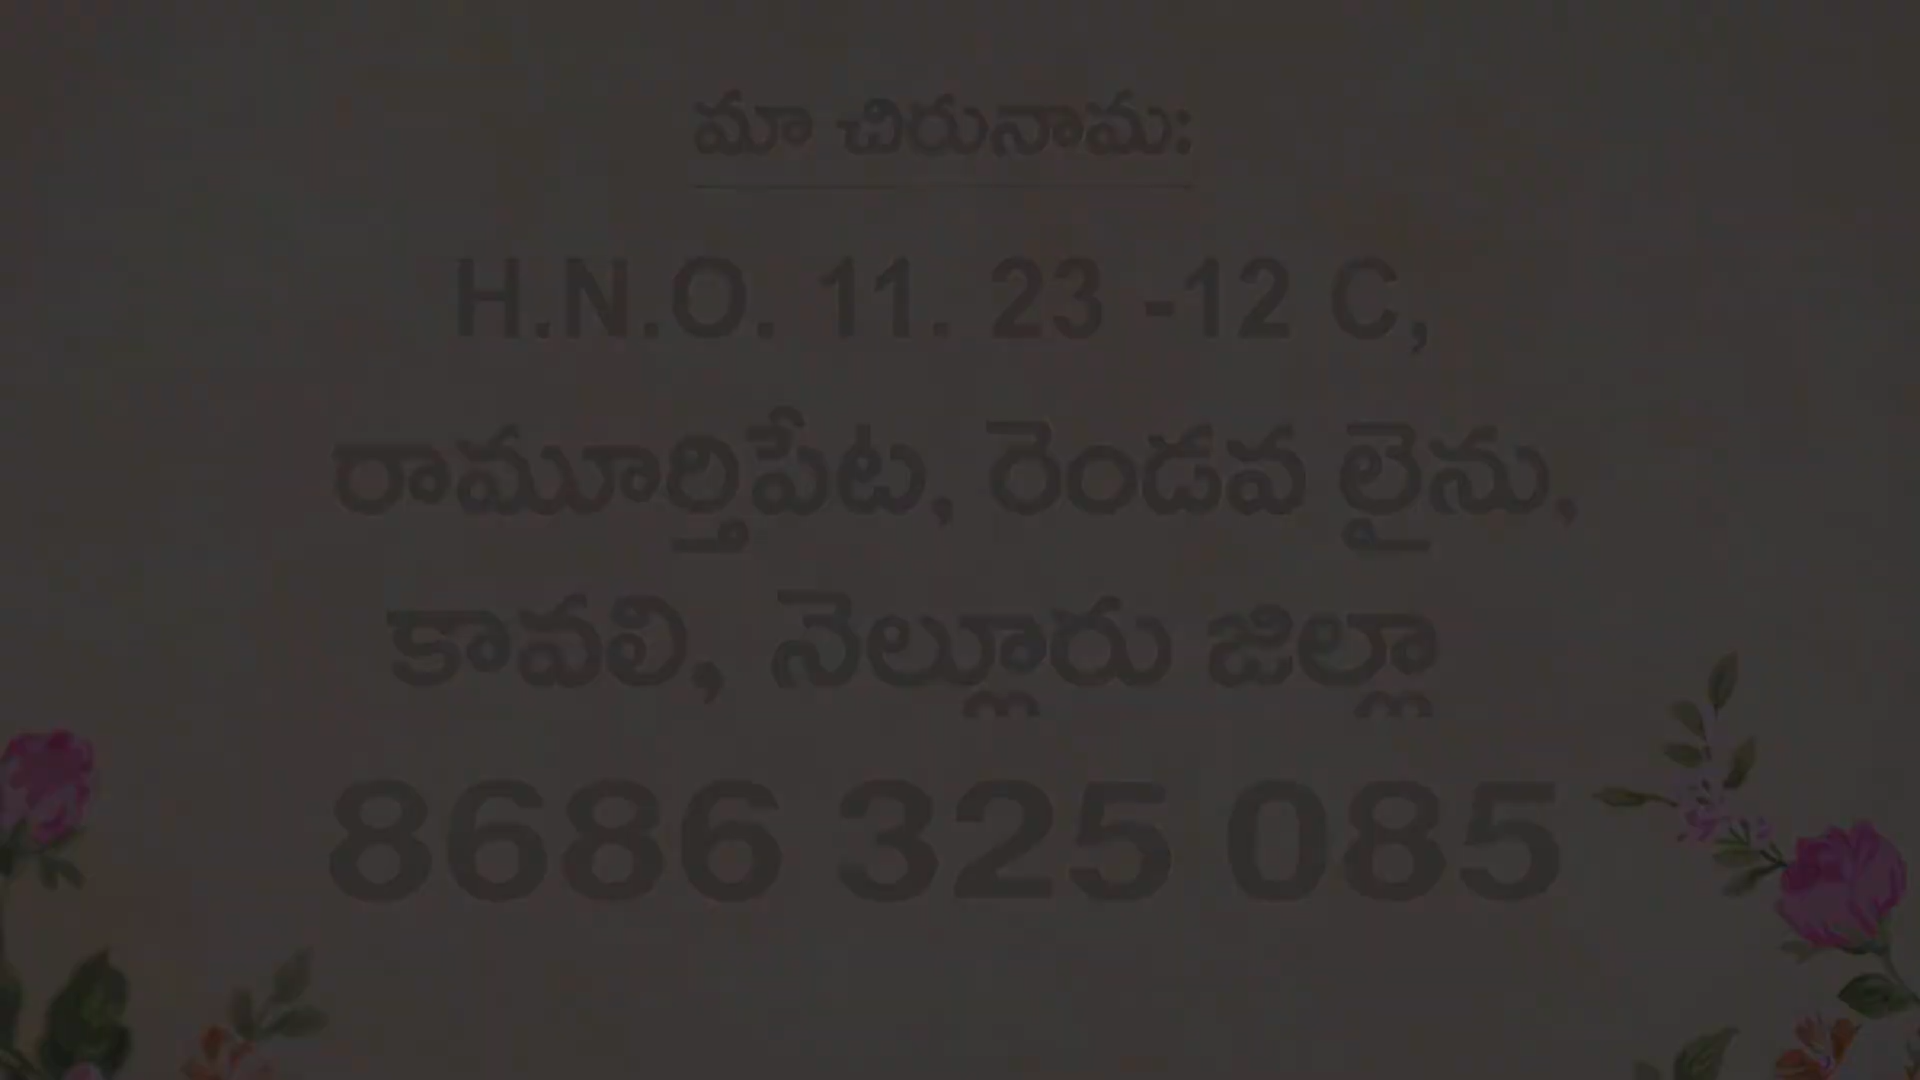 మా చిరునామ:
H.N.O. 11. 23 -12 C,
రామూర్తిపేట, రెండవ లైను,
కావలి, నెల్లూరు జిల్లా
8686 325 085